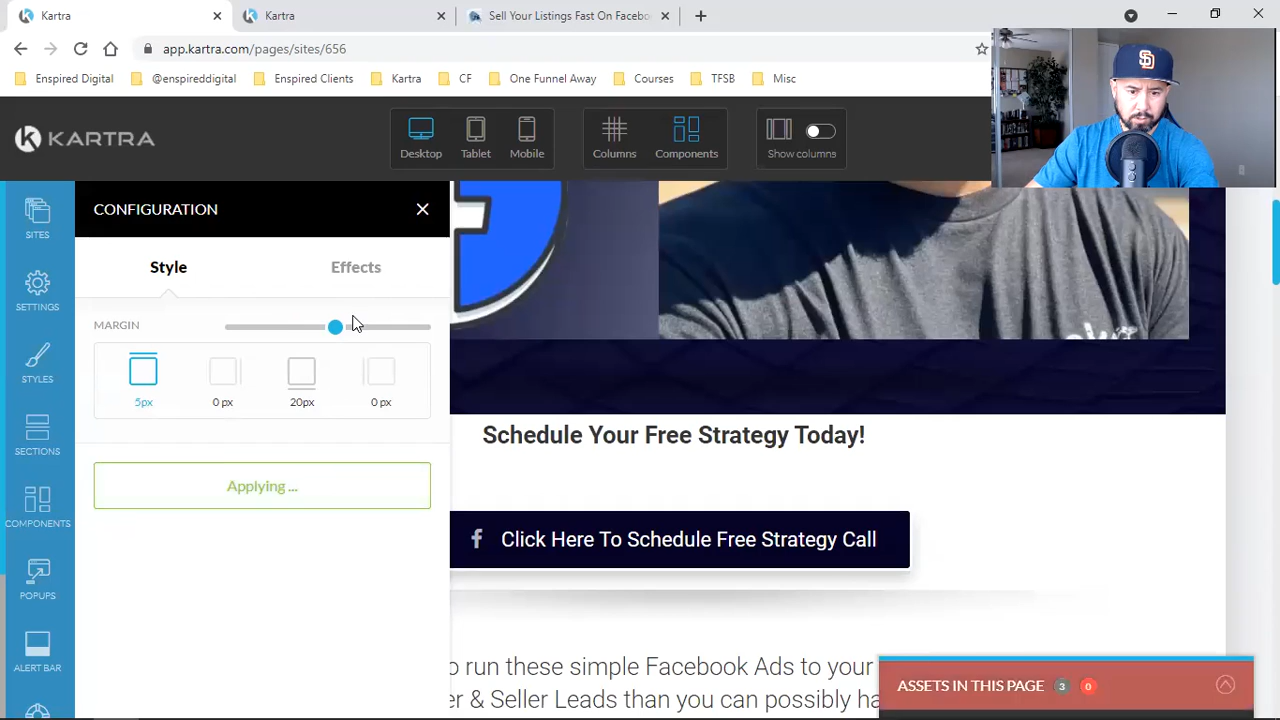 Kartra
Kartra
Sell Your Listings Fast On Facebo
app.kartra.com/pages/sites/656
Enspired Digital
@enspireddigital
Enspired Clients
Kartra
CF
One Funnel Away
Courses
TFSB
Misc
KARTRA
Desktop
Tablet
Mobile
Columns
Components
Show columns
SITES
SETTINGS
STYLES
SECTIONS
COMPONENTS
POPUPS
ALERT BAR
CONFIGURATION
Style
Effects
MARGIN
5px
0 px
20px
0 px
Applying ...
Schedule Your Free Strategy Today!
Click Here To Schedule Free Strategy Call
o run these simple Facebook Ads to your
er & Seller Leads than you can possibly ha
ASSETS IN THIS PAGE 3 0